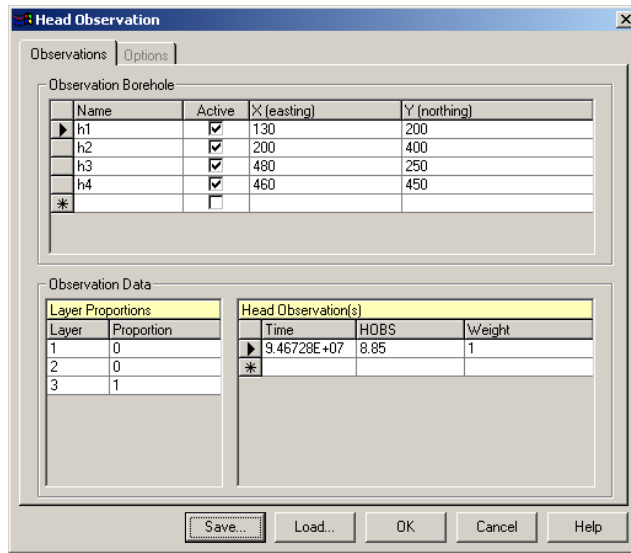 Head Observation
Observations Options
Observation Borehole
Name Active X (easting) Y (northing)
h1 130 200
h2 200 400
h3 480 250
h4 460 450
Observation Data
Layer Proportions
Layer Proportion
1 0
2 0
3 1
Head Observation(s)
Time HOBS Weight
9.46728E+07 8.85 1
Save... Load... OK Cancel Help